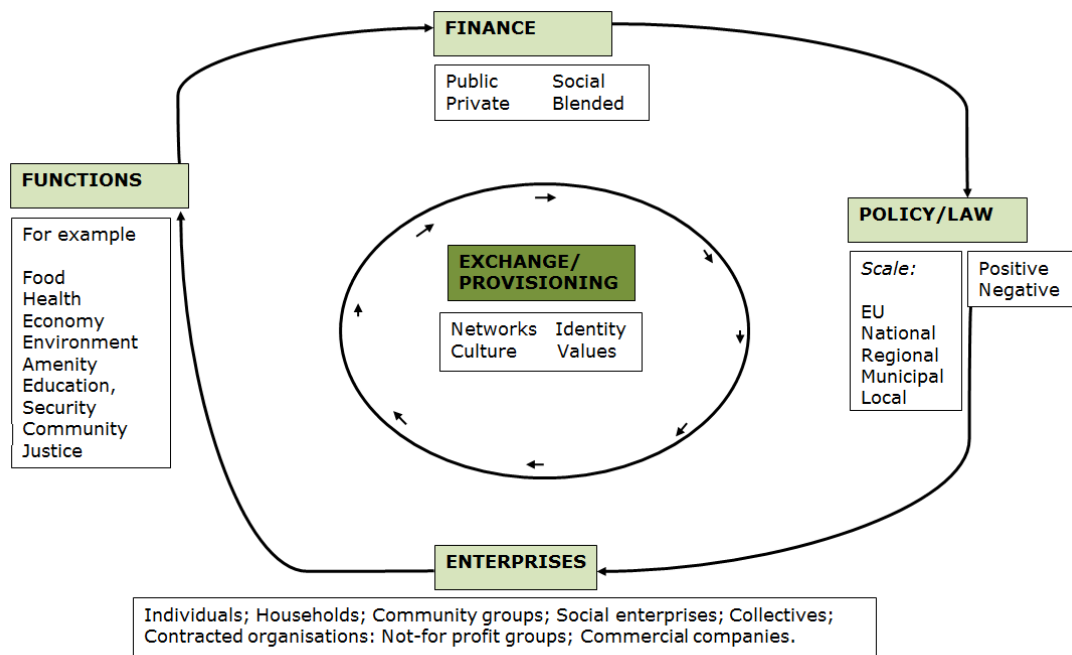 FINANCE
Public Social
Private Blended
FUNCTIONS
For example
Food
Health
Economy
Environment
Amenity
Education,
Security
Community
Justice
EXCHANGE/
PROVISIONING
Networks Identity
Culture Values
POLICY/LAW
Scale:
EU
National
Regional
Municipal
Local
Positive
Negative
ENTERPRISES
Individuals; Households; Community groups; Social enterprises; Collectives;
Contracted organisations: Not-for profit groups; Commercial companies.